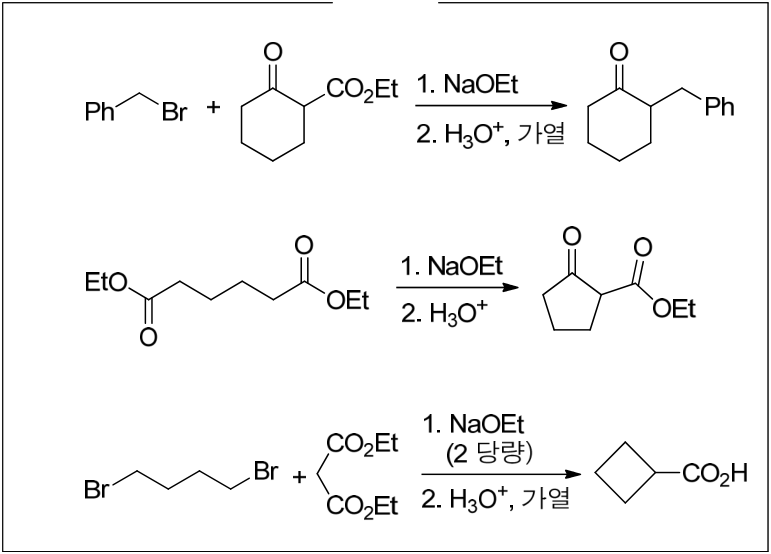 O O
CO₂Et 1. NaOEt
Ph Br + 2. H₃O⁺, 가열 Ph
O O O
EtO 1. NaOEt
OEt 2. H₃O⁺ OEt
O
1. NaOEt
CO₂Et (2 당량)
Br Br + CO₂H
CO₂Et 2. H₃O⁺, 가열